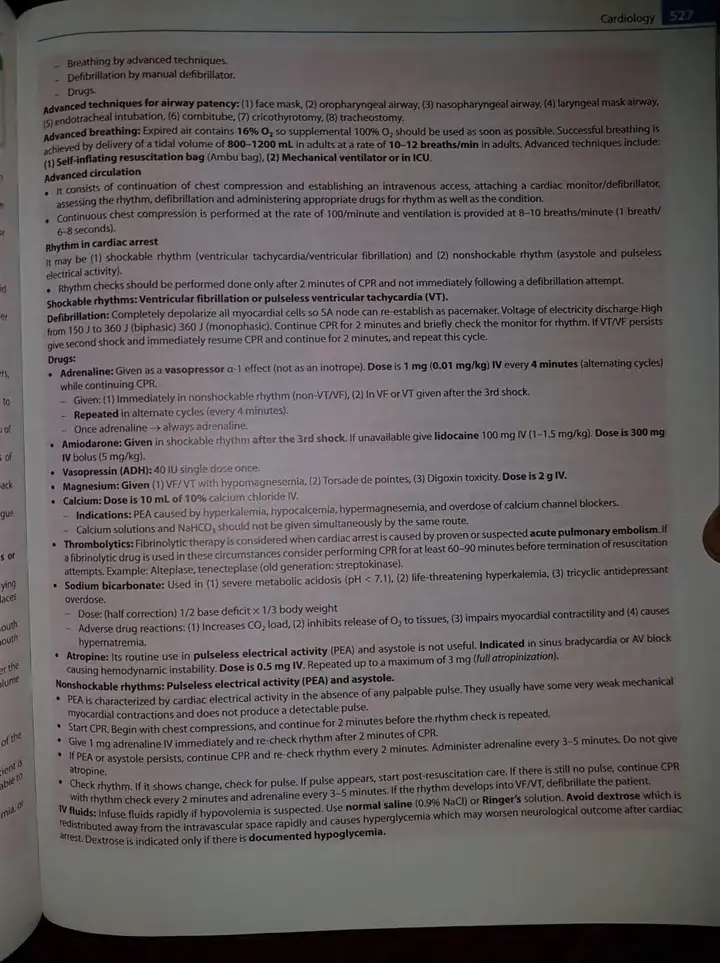 Cardiology 527
– Breathing by advanced techniques.
– Defibrillation by manual defibrillator.
– Drugs.
Advanced techniques for airway patency: (1) face mask, (2) oropharyngeal airway, (3) nasopharyngeal airway, (4) laryngeal mask airway,
(5) endotracheal intubation, (6) combitube, (7) cricothyrotomy, (8) tracheostomy.
Advanced breathing: Expired air contains 16% O₂ so supplemental 100% O₂ should be used as soon as possible. Successful breathing is
achieved by delivery of a tidal volume of 800–1200 mL in adults at a rate of 10–12 breaths/min in adults. Advanced techniques include:
(1) Self-inflating resuscitation bag (Ambu bag), (2) Mechanical ventilator or in ICU.
Advanced circulation
• It consists of continuation of chest compression and establishing an intravenous access, attaching a cardiac monitor/defibrillator,
assessing the rhythm, defibrillation and administering appropriate drugs for rhythm as well as the condition.
• Continuous chest compression is performed at the rate of 100/minute and ventilation is provided at 8–10 breaths/minute (1 breath/
6–8 seconds).
Rhythm in cardiac arrest
It may be (1) shockable rhythm (ventricular tachycardia/ventricular fibrillation) and (2) nonshockable rhythm (asystole and pulseless
electrical activity).
• Rhythm checks should be performed done only after 2 minutes of CPR and not immediately following a defibrillation attempt.
Shockable rhythms: Ventricular fibrillation or pulseless ventricular tachycardia (VT).
Defibrillation: Completely depolarize all myocardial cells so SA node can re-establish as pacemaker. Voltage of electricity discharge High
from 150 J to 360 J (biphasic) 360 J (monophasic). Continue CPR for 2 minutes and briefly check the monitor for rhythm. If VT/VF persists
give second shock and immediately resume CPR and continue for 2 minutes, and repeat this cycle.
Drugs:
• Adrenaline: Given as a vasopressor α-1 effect (not as an inotrope). Dose is 1 mg (0.01 mg/kg) IV every 4 minutes (alternating cycles)
while continuing CPR.
– Given: (1) Immediately in nonshockable rhythm (non-VT/VF), (2) In VF or VT given after the 3rd shock.
– Repeated in alternate cycles (every 4 minutes).
– Once adrenaline → always adrenaline.
• Amiodarone: Given in shockable rhythm after the 3rd shock. If unavailable give lidocaine 100 mg IV (1–1.5 mg/kg). Dose is 300 mg
IV bolus (5 mg/kg).
• Vasopressin (ADH): 40 IU single dose once.
• Magnesium: Given (1) VF/ VT with hypomagnesemia, (2) Torsade de pointes, (3) Digoxin toxicity. Dose is 2 g IV.
• Calcium: Dose is 10 mL of 10% calcium chloride IV.
– Indications: PEA caused by hyperkalemia, hypocalcemia, hypermagnesemia, and overdose of calcium channel blockers.
– Calcium solutions and NaHCO₃ should not be given simultaneously by the same route.
• Thrombolytics: Fibrinolytic therapy is considered when cardiac arrest is caused by proven or suspected acute pulmonary embolism. If
a fibrinolytic drug is used in these circumstances consider performing CPR for at least 60–90 minutes before termination of resuscitation
attempts. Example: Alteplase, tenecteplase (old generation: streptokinase).
• Sodium bicarbonate: Used in (1) severe metabolic acidosis (pH < 7.1), (2) life-threatening hyperkalemia, (3) tricyclic antidepressant
overdose.
– Dose: (half correction) 1/2 base deficit × 1/3 body weight
– Adverse drug reactions: (1) Increases CO₂ load, (2) inhibits release of O₂ to tissues, (3) impairs myocardial contractility and (4) causes
hypernatremia.
• Atropine: Its routine use in pulseless electrical activity (PEA) and asystole is not useful. Indicated in sinus bradycardia or AV block
causing hemodynamic instability. Dose is 0.5 mg IV. Repeated up to a maximum of 3 mg (full atropinization).
Nonshockable rhythms: Pulseless electrical activity (PEA) and asystole.
• PEA is characterized by cardiac electrical activity in the absence of any palpable pulse. They usually have some very weak mechanical
myocardial contractions and does not produce a detectable pulse.
• Start CPR. Begin with chest compressions, and continue for 2 minutes before the rhythm check is repeated.
• Give 1 mg adrenaline IV immediately and re-check rhythm after 2 minutes of CPR.
• If PEA or asystole persists, continue CPR and re-check rhythm every 2 minutes. Administer adrenaline every 3–5 minutes. Do not give
atropine.
• Check rhythm. If it shows change, check for pulse. If pulse appears, start post-resuscitation care. If there is still no pulse, continue CPR
with rhythm check every 2 minutes and adrenaline every 3–5 minutes. If the rhythm develops into VF/VT, defibrillate the patient.
IV fluids: Infuse fluids rapidly if hypovolemia is suspected. Use normal saline (0.9% NaCl) or Ringer's solution. Avoid dextrose which is
redistributed away from the intravascular space rapidly and causes hyperglycemia which may worsen neurological outcome after cardiac
arrest. Dextrose is indicated only if there is documented hypoglycemia.